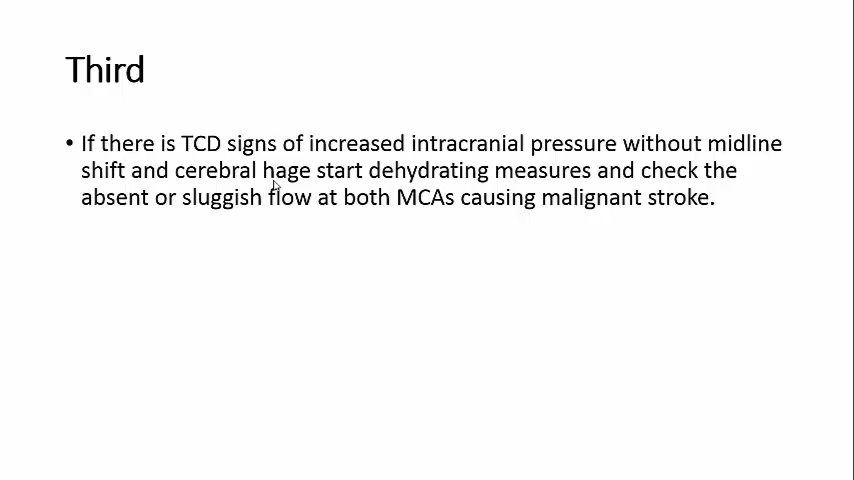 Third
• If there is TCD signs of increased intracranial pressure without midline
shift and cerebral hage start dehydrating measures and check the
absent or sluggish flow at both MCAs causing malignant stroke.